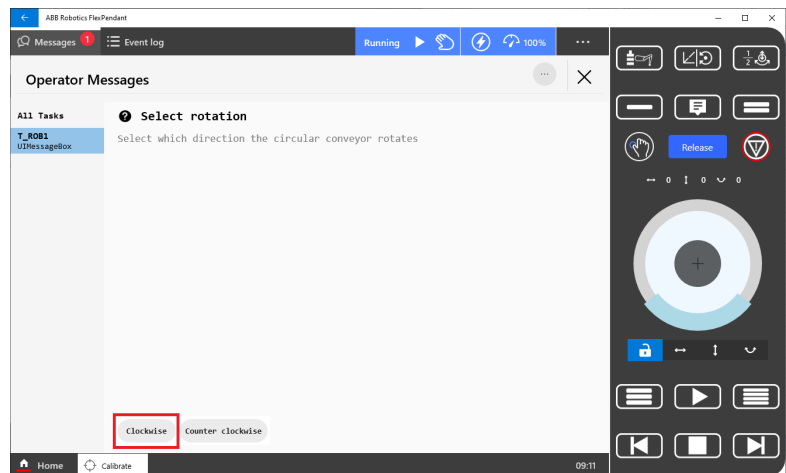 ABB Robotics FlexPendant
Messages 1 Event log Running 100% ...
Operator Messages ...
All Tasks
T_ROB1
UIMessageBox
Select rotation
Select which direction the circular conveyor rotates
Clockwise Counter clockwise
Home Calibrate 09:11
1/2
Release
0 0 0